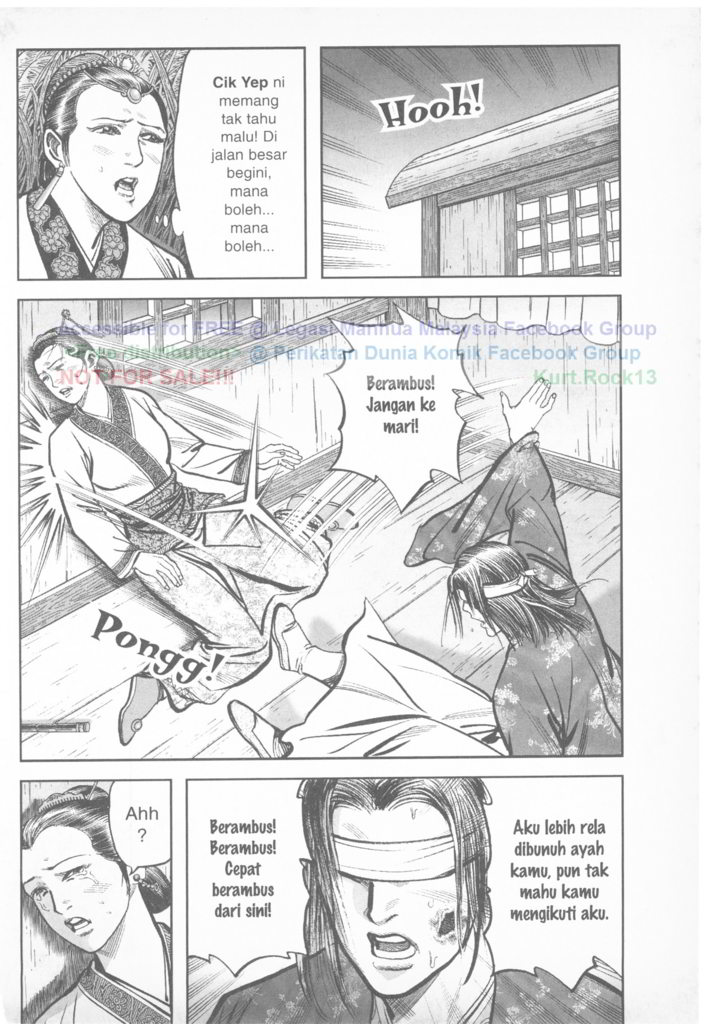 Cik Yep ni
memang
tak tahu
malu! Di
jalan besar
begini,
mana
boleh...
mana
boleh...
Hooh!
Accessible for FREE @ Legasi Manhua Malaysia Facebook Group
@ Perikatan Dunia Komik Facebook Group
NOT FOR SALE!!!
Kurt.Rock13
Berambus!
Jangan ke
mari!
Pongg!
Ahh
?
Berambus!
Berambus!
Cepat
berambus
dari sini!
Aku lebih rela
dibunuh ayah
kamu, pun tak
mahu kamu
mengikuti aku.